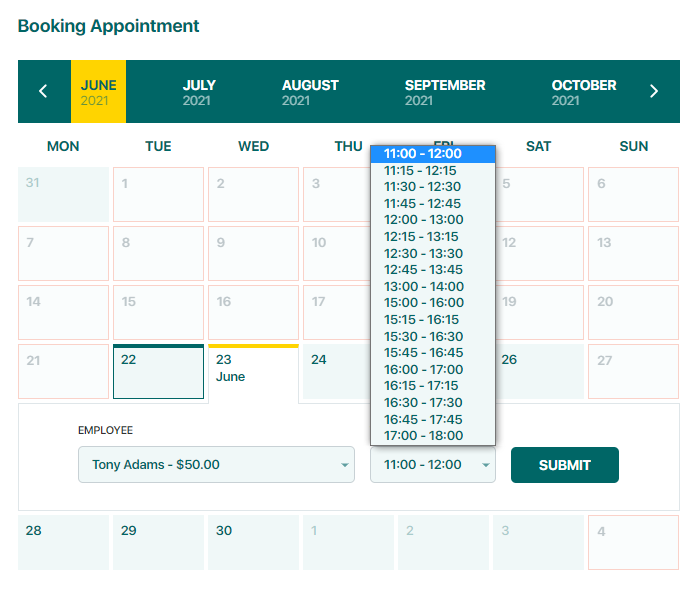 Booking Appointment
JUNE JULY AUGUST SEPTEMBER OCTOBER
2021 2021 2021 2021 2021
MON TUE WED THU FRI SAT SUN
31 1 2 3 5 6
7 8 9 10 12 13
14 15 16 17 19 20
21 22 23 24 26 27
June
11:00 - 12:00
11:15 - 12:15
11:30 - 12:30
11:45 - 12:45
12:00 - 13:00
12:15 - 13:15
12:30 - 13:30
12:45 - 13:45
13:00 - 14:00
15:00 - 16:00
15:15 - 16:15
15:30 - 16:30
15:45 - 16:45
16:00 - 17:00
16:15 - 17:15
16:30 - 17:30
16:45 - 17:45
17:00 - 18:00
EMPLOYEE
Tony Adams - $50.00 11:00 - 12:00 SUBMIT
28 29 30 1 2 3 4